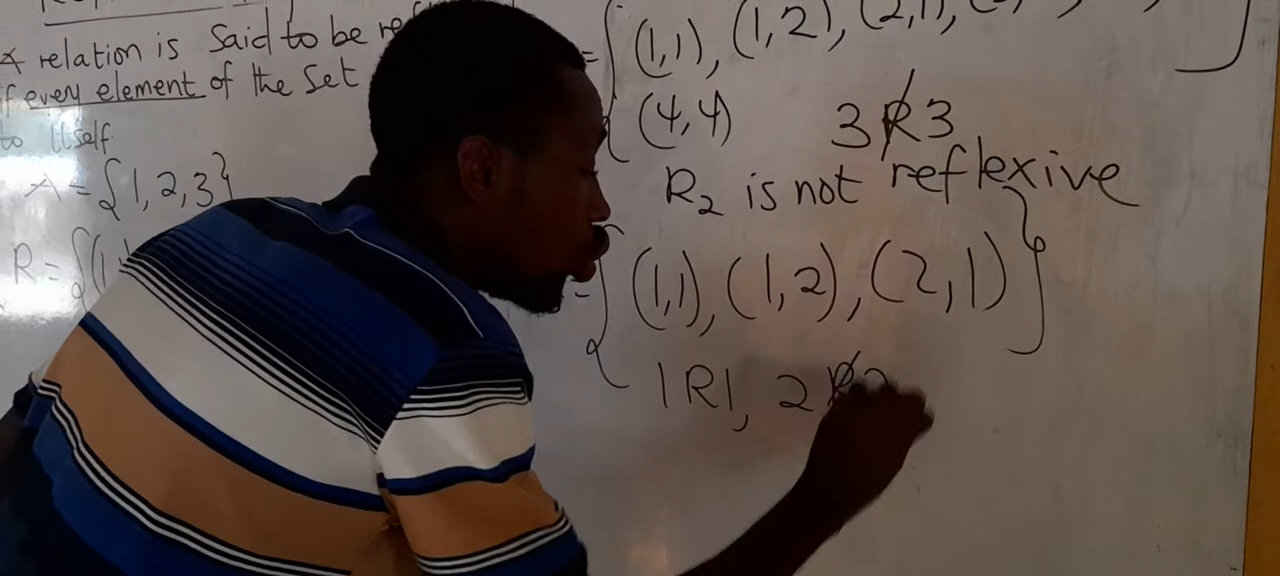 A relation is said to be
if every element of the set
to itself
A = {1,2,3}
R = {(1,
= {(1,1), (1,2), (2,1),
(4,4)
3 R̸ 3
R₂ is not reflexive
= {(1,1), (1,2), (2,1)}
1R1, 2 R̸ 2